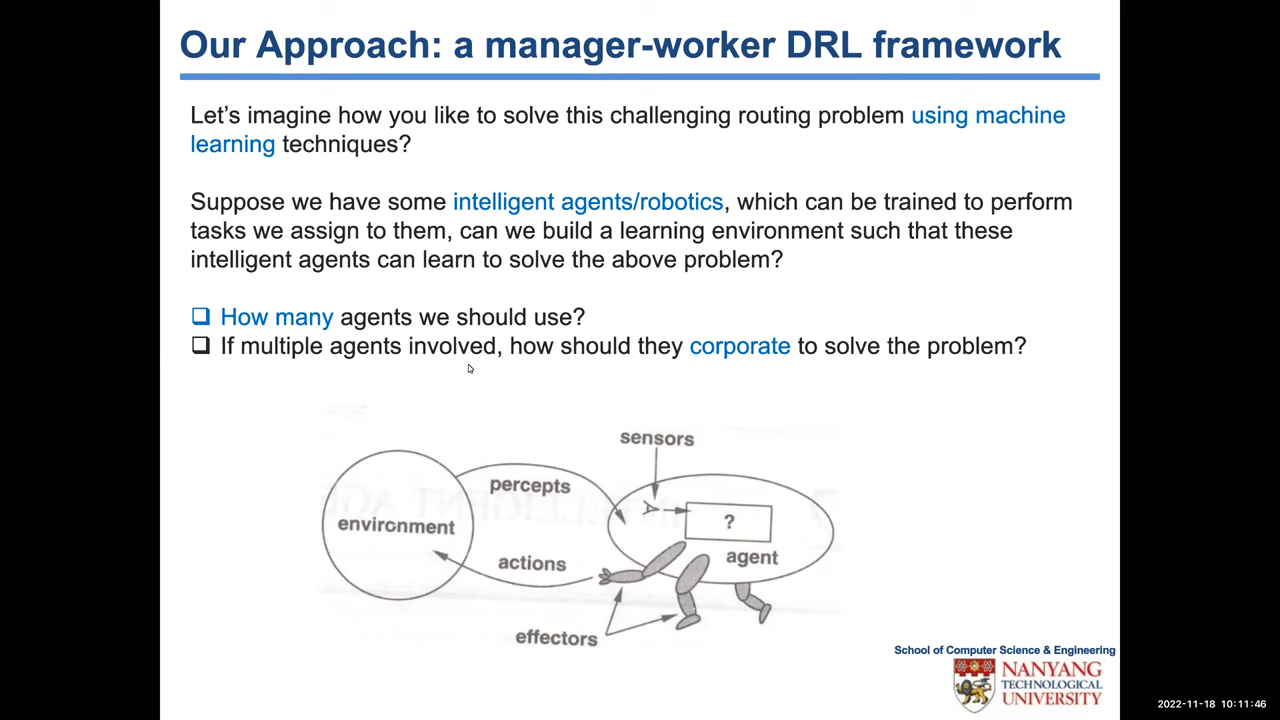 Our Approach: a manager-worker DRL framework
Let's imagine how you like to solve this challenging routing problem using machine
learning techniques?
Suppose we have some intelligent agents/robotics, which can be trained to perform
tasks we assign to them, can we build a learning environment such that these
intelligent agents can learn to solve the above problem?
How many agents we should use?
If multiple agents involved, how should they corporate to solve the problem?
sensors
percepts
environment
?
agent
actions
effectors
School of Computer Science & Engineering
NANYANG
TECHNOLOGICAL
UNIVERSITY
2022-11-18 10:11:46